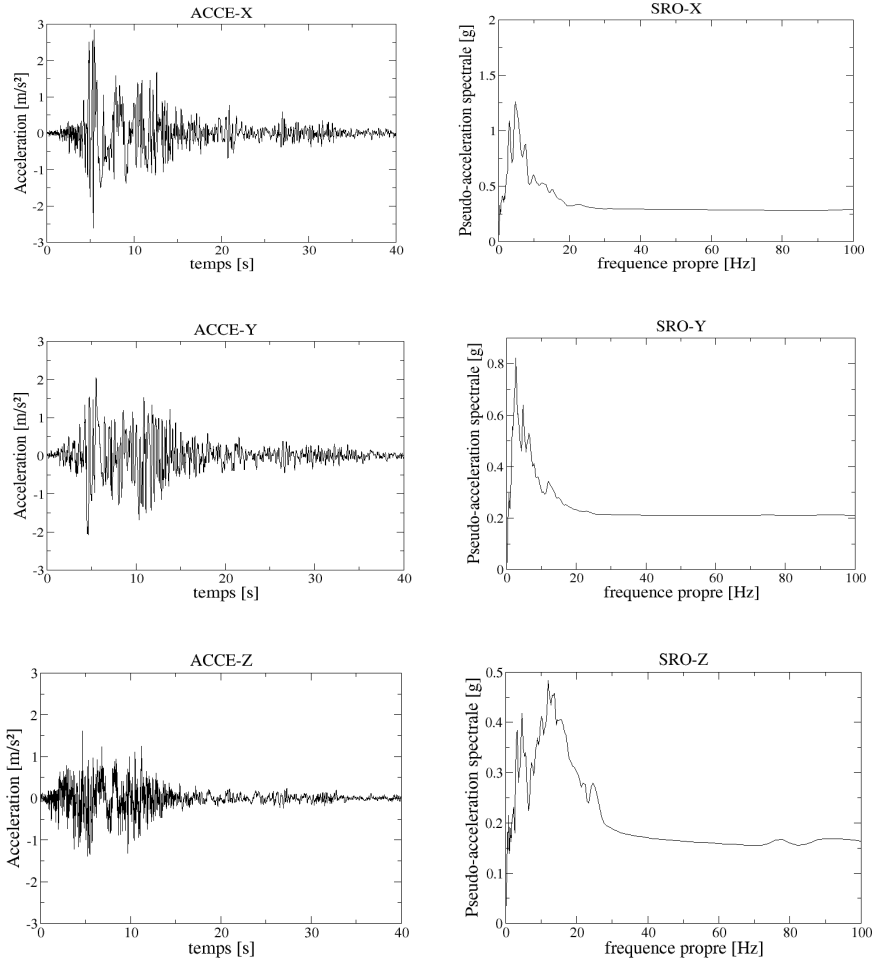 ACCE-X
Acceleration [m/s²]
3
2
1
0
-1
-2
-3
0 10 20 30 40
temps [s]
SRO-X
Pseudo-acceleration spectrale [g]
2
1.5
1
0.5
0
0 20 40 60 80 100
frequence propre [Hz]
ACCE-Y
Acceleration [m/s²]
3
2
1
0
-1
-2
-3
0 10 20 30 40
temps [s]
SRO-Y
Pseudo-acceleration spectrale [g]
0.8
0.6
0.4
0.2
0
0 20 40 60 80 100
frequence propre [Hz]
ACCE-Z
Acceleration [m/s²]
3
2
1
0
-1
-2
-3
0 10 20 30 40
temps [s]
SRO-Z
Pseudo-acceleration spectrale [g]
0.5
0.4
0.3
0.2
0.1
0
0 20 40 60 80 100
frequence propre [Hz]